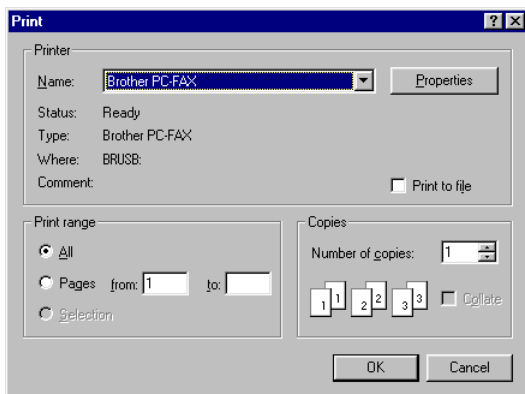 Print
Printer
Name: Brother PC-FAX Properties
Status: Ready
Type: Brother PC-FAX
Where: BRUSB:
Comment: Print to file
Print range
All
Pages from: 1 to:
Selection
Copies
Number of copies: 1
1 1 2 2 3 3 Collate
OK Cancel